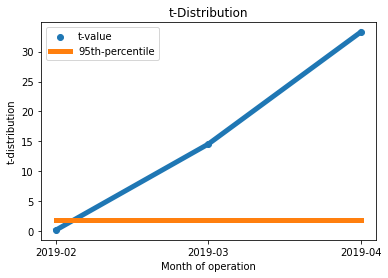 t-Distribution
t-value
95th-percentile
t-distribution
30
25
20
15
10
5
0
2019-02
2019-03
2019-04
Month of operation